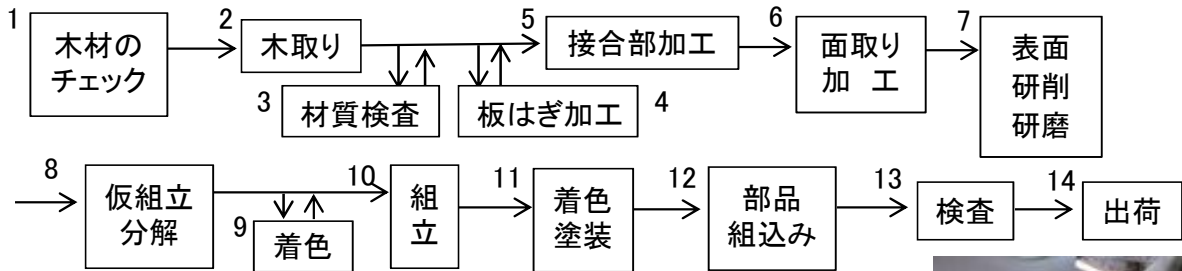 1 木材の
チェック
2 木取り
3 材質検査
4 板はぎ加工
5 接合部加工
6 面取り
加 工
7 表面
研削
研磨
8 仮組立
分解
9 着色
10 組
立
11 着色
塗装
12 部品
組込み
13 検査
14 出荷